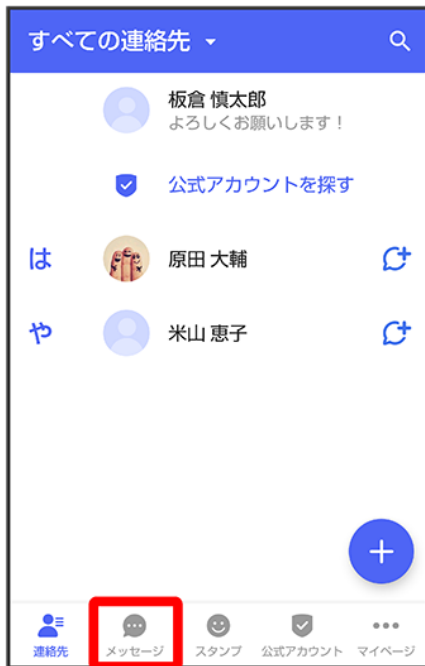 すべての連絡先
板倉 慎太郎
よろしくお願いします!
公式アカウントを探す
は
原田 大輔
や
米山 恵子
連絡先
メッセージ
スタンプ
公式アカウント
マイページ